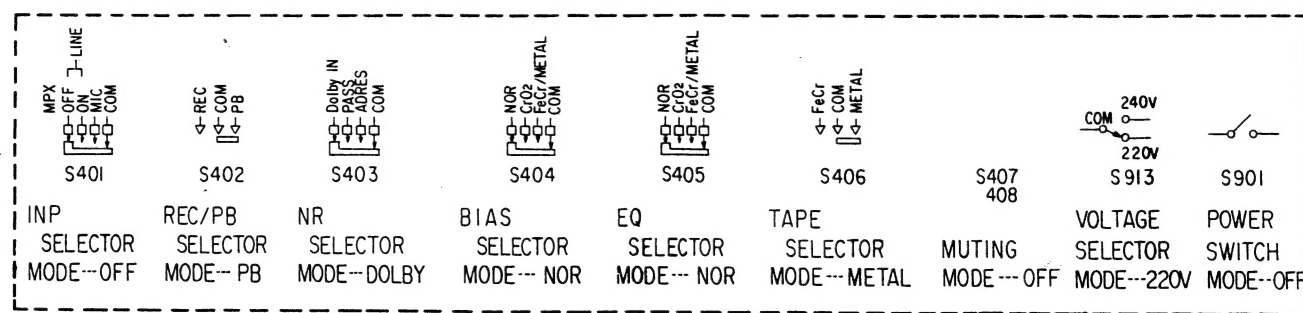 MPX
OFF
ON
LINE
MIC
COM
REC
COM
PB
Dolby IN
PASS
ADRES
COM
NOR
CrO2
FeCr/METAL
COM
NOR
CrO2
FeCr/METAL
COM
FeCr
COM
METAL
240V
COM
220V
S401
S402
S403
S404
S405
S406
S407
408
S913
S901
INP
SELECTOR
MODE---OFF
REC/PB
SELECTOR
MODE---PB
NR
SELECTOR
MODE---DOLBY
BIAS
SELECTOR
MODE---NOR
EQ
SELECTOR
MODE---NOR
TAPE
SELECTOR
MODE---METAL
MUTING
MODE---OFF
VOLTAGE
SELECTOR
MODE---220V
POWER
SWITCH
MODE--OFF